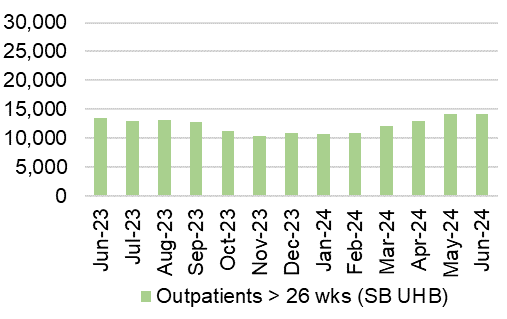 30,000
25,000
20,000
15,000
10,000
5,000
0
Jun-23
Jul-23
Aug-23
Sep-23
Oct-23
Nov-23
Dec-23
Jan-24
Feb-24
Mar-24
Apr-24
May-24
Jun-24
Outpatients > 26 wks (SB UHB)